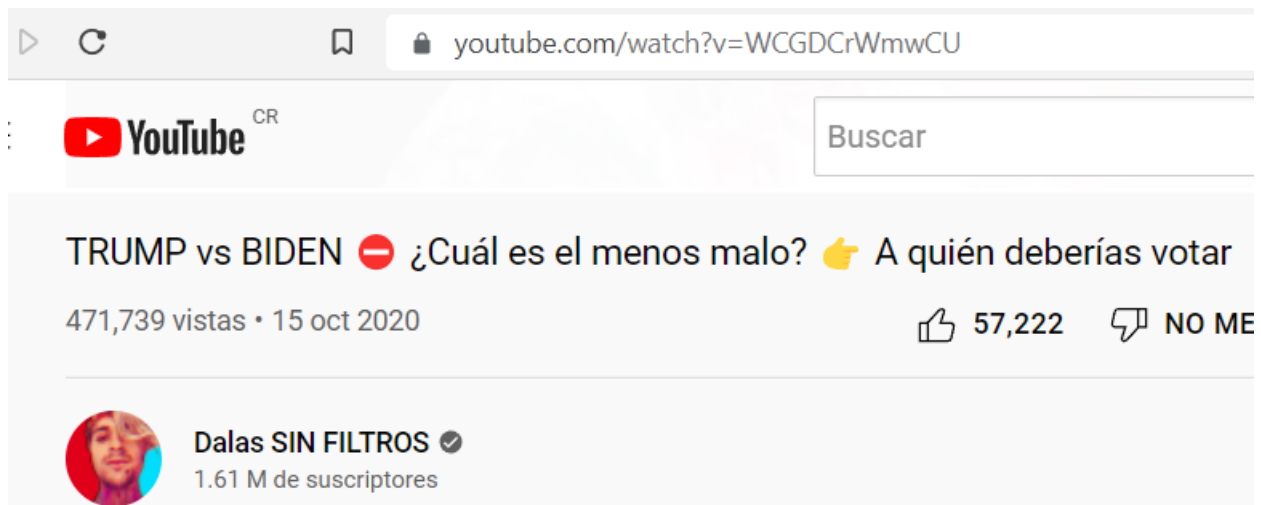 youtube.com/watch?v=WCGDCrWmwCU
YouTube CR
Buscar
TRUMP vs BIDEN ⛔ ¿Cuál es el menos malo? 👉 A quién deberías votar
471,739 vistas • 15 oct 2020 57,222 NO ME
Dalas SIN FILTROS
1.61 M de suscriptores